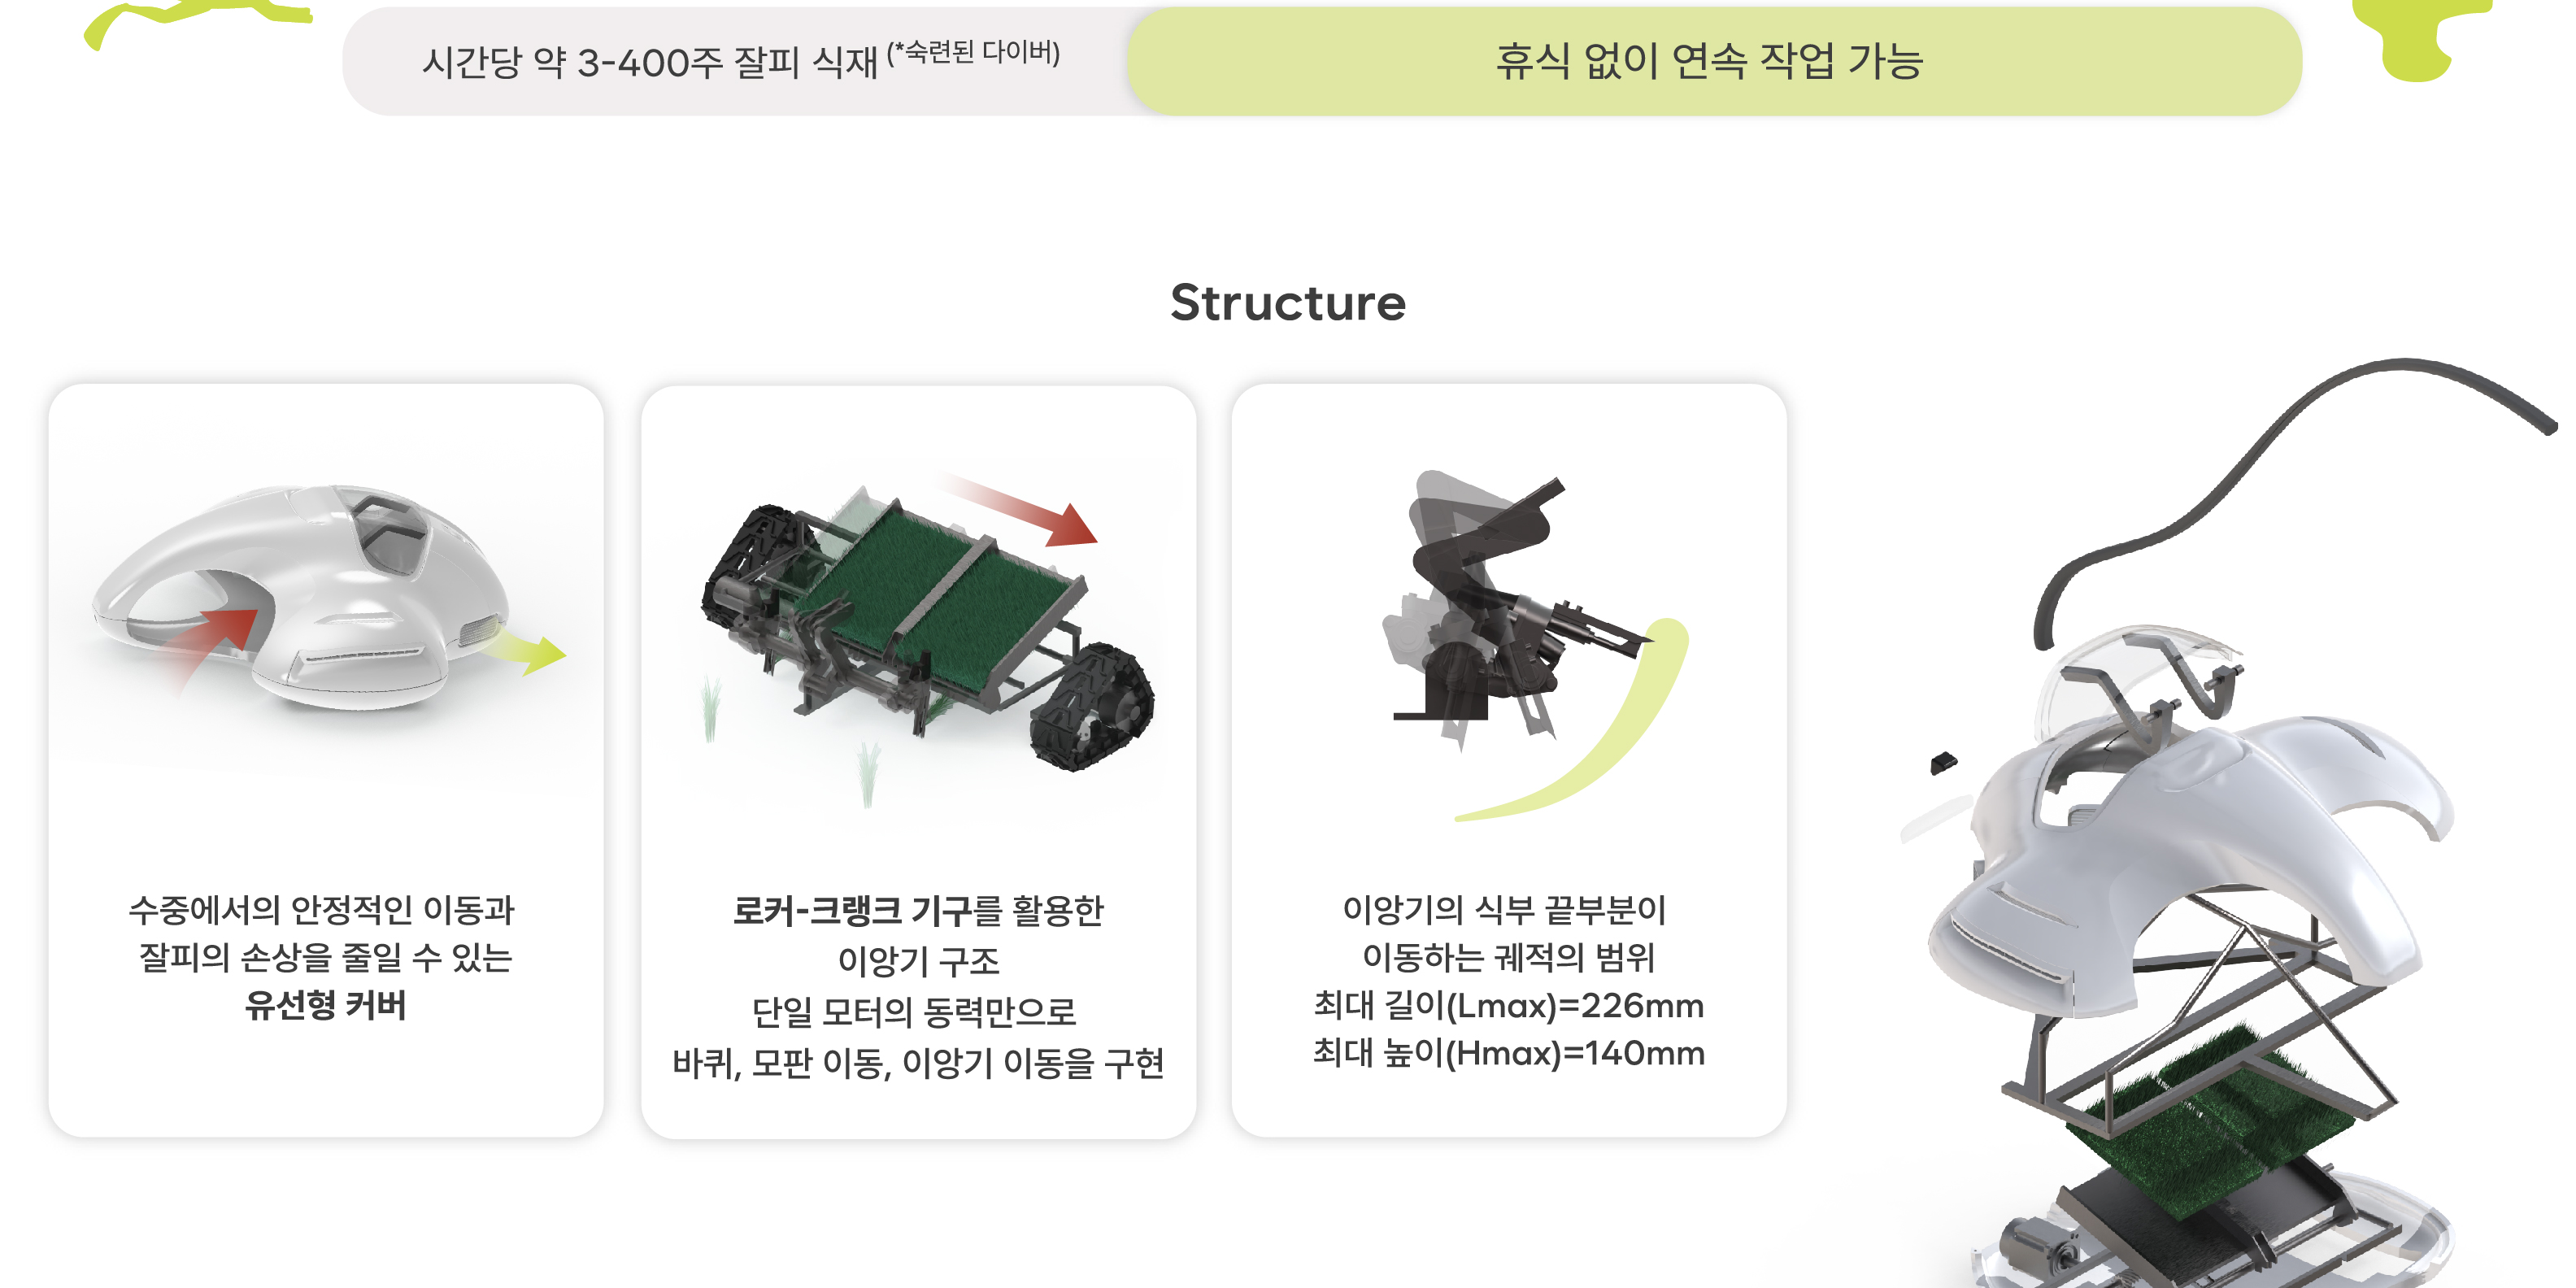 시간당 약 3-400주 잘피 식재 (*숙련된 다이버)
휴식 없이 연속 작업 가능
Structure
수중에서의 안정적인 이동과
잘피의 손상을 줄일 수 있는
유선형 커버
로커-크랭크 기구를 활용한
이앙기 구조
단일 모터의 동력만으로
바퀴, 모판 이동, 이앙기 이동을 구현
이앙기의 식부 끝부분이
이동하는 궤적의 범위
최대 길이(Lmax)=226mm
최대 높이(Hmax)=140mm